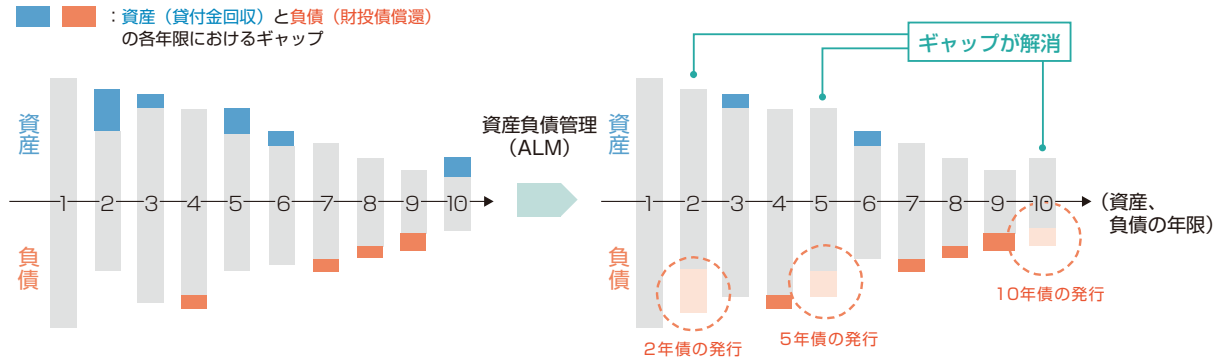 ：資産（貸付金回収）と負債（財投債償還）
の各年限におけるギャップ
資産
負債
1 2 3 4 5 6 7 8 9 10
資産負債管理
（ALM）
ギャップが解消
資産
負債
1 2 3 4 5 6 7 8 9 10
（資産、
負債の年限）
2年債の発行
5年債の発行
10年債の発行